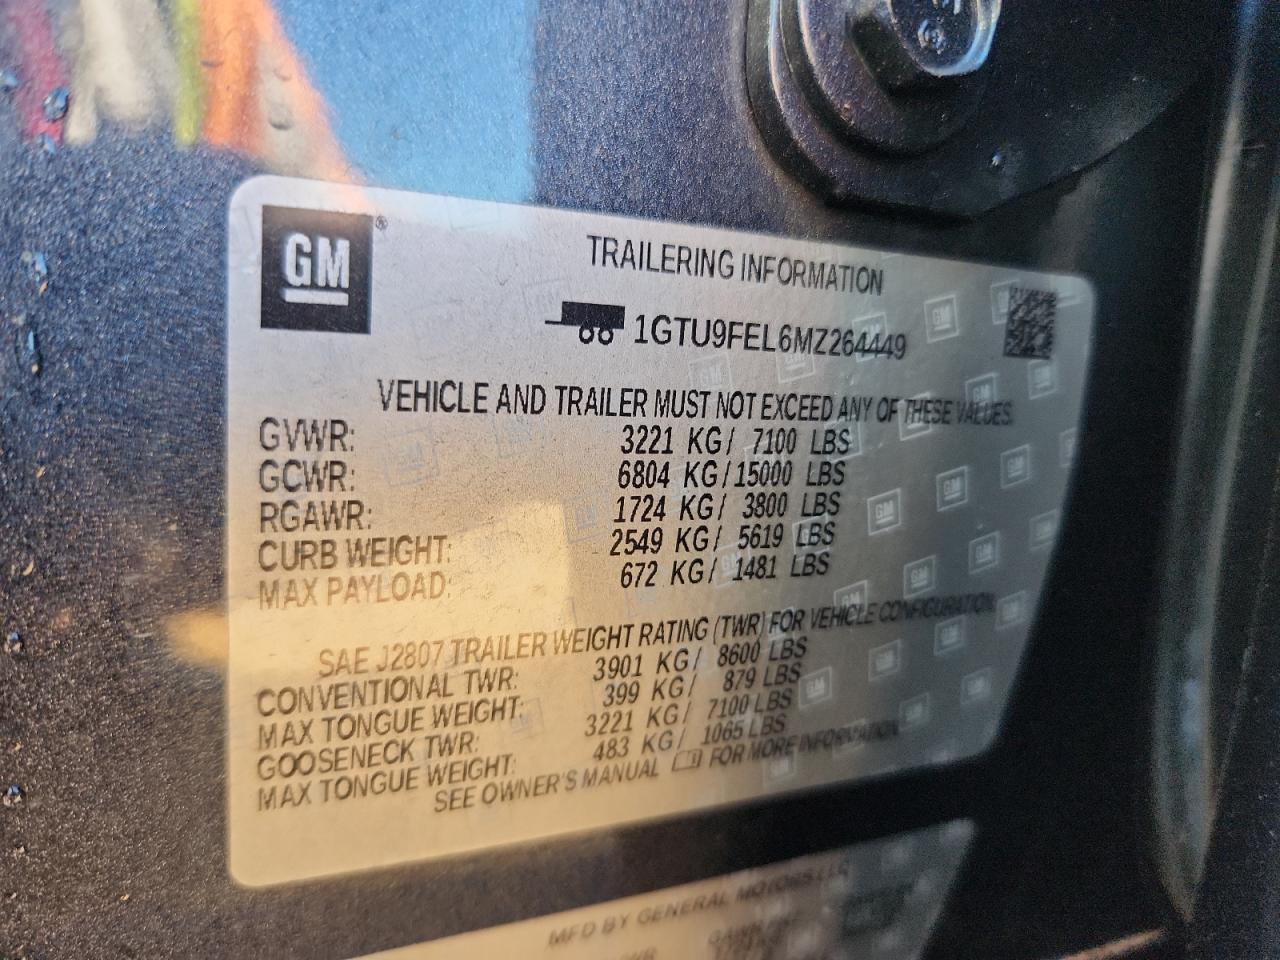 GM®
TRAILERING INFORMATION
1GTU9FEL6MZ264449
VEHICLE AND TRAILER MUST NOT EXCEED ANY OF THESE VALUES.
GVWR: 3221 KG/ 7100 LBS
GCWR: 6804 KG/15000 LBS
RGAWR: 1724 KG/ 3800 LBS
CURB WEIGHT: 2549 KG/ 5619 LBS
MAX PAYLOAD: 672 KG/ 1481 LBS
SAE J2807 TRAILER WEIGHT RATING (TWR) FOR VEHICLE CONFIGURATION.
CONVENTIONAL TWR: 3901 KG/ 8600 LBS
MAX TONGUE WEIGHT: 399 KG/ 879 LBS
GOOSENECK TWR: 3221 KG/ 7100 LBS
MAX TONGUE WEIGHT: 483 KG/ 1065 LBS
SEE OWNER'S MANUAL FOR MORE INFORMATION.
MFD BY GENERAL MOTORS LLC